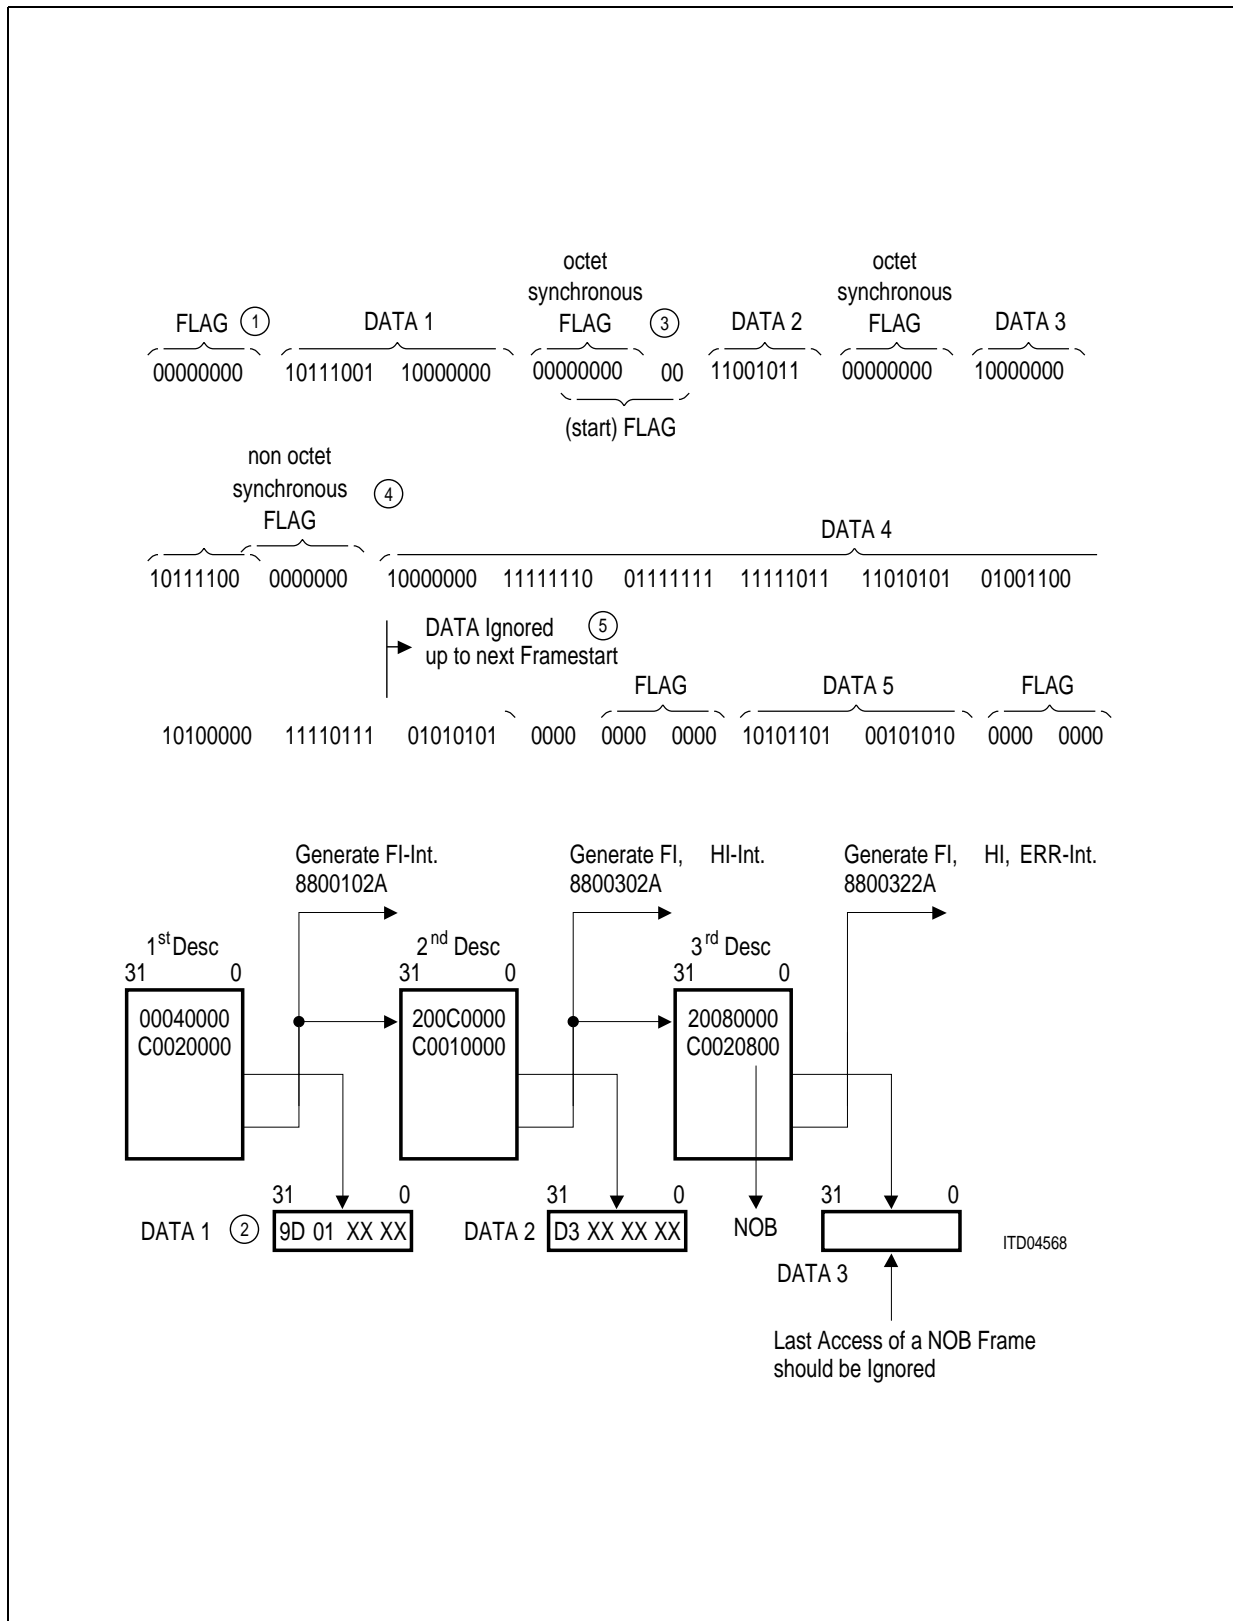 octet octet
synchronous synchronous
FLAG 1 DATA 1 FLAG 3 DATA 2 FLAG DATA 3
00000000 10111001 10000000 00000000 00 11001011 00000000 10000000
(start) FLAG
non octet
synchronous 4
FLAG DATA 4
10111100 0000000 10000000 11111110 01111111 11111011 11010101 01001100
DATA Ignored 5
up to next Framestart
FLAG DATA 5 FLAG
10100000 11110111 01010101 0000 0000 0000 10101101 00101010 0000 0000
Generate FI-Int. Generate FI, HI-Int. Generate FI, HI, ERR-Int.
8800102A 8800302A 8800322A
1st Desc 2nd Desc 3rd Desc
31 0 31 0 31 0
00040000 200C0000 20080000
C0020000 C0010000 C0020800
31 0 31 0 31 0
DATA 1 2 9D 01 XX XX DATA 2 D3 XX XX XX NOB
ITD04568
DATA 3
Last Access of a NOB Frame
should be Ignored